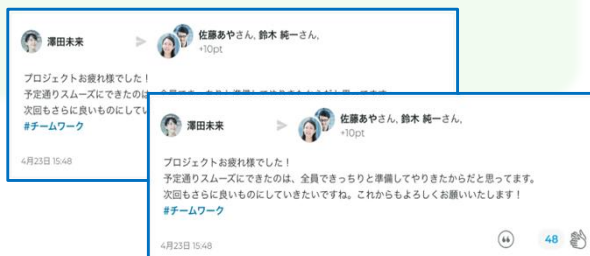 澤田未来
佐藤あやさん, 鈴木 純一さん,
+10pt
プロジェクトお疲れ様でした！
予定通りスムーズにできたのは
次回もさらに良いものにしてい
#チームワーク
4月23日 15:48
澤田未来
佐藤あやさん, 鈴木 純一さん,
+10pt
プロジェクトお疲れ様でした！
予定通りスムーズにできたのは、全員できっちりと準備してやりきたからだと思ってます。
次回もさらに良いものにしていきたいですね。これからもよろしくお願いいたします！
#チームワーク
4月23日 15:48
48